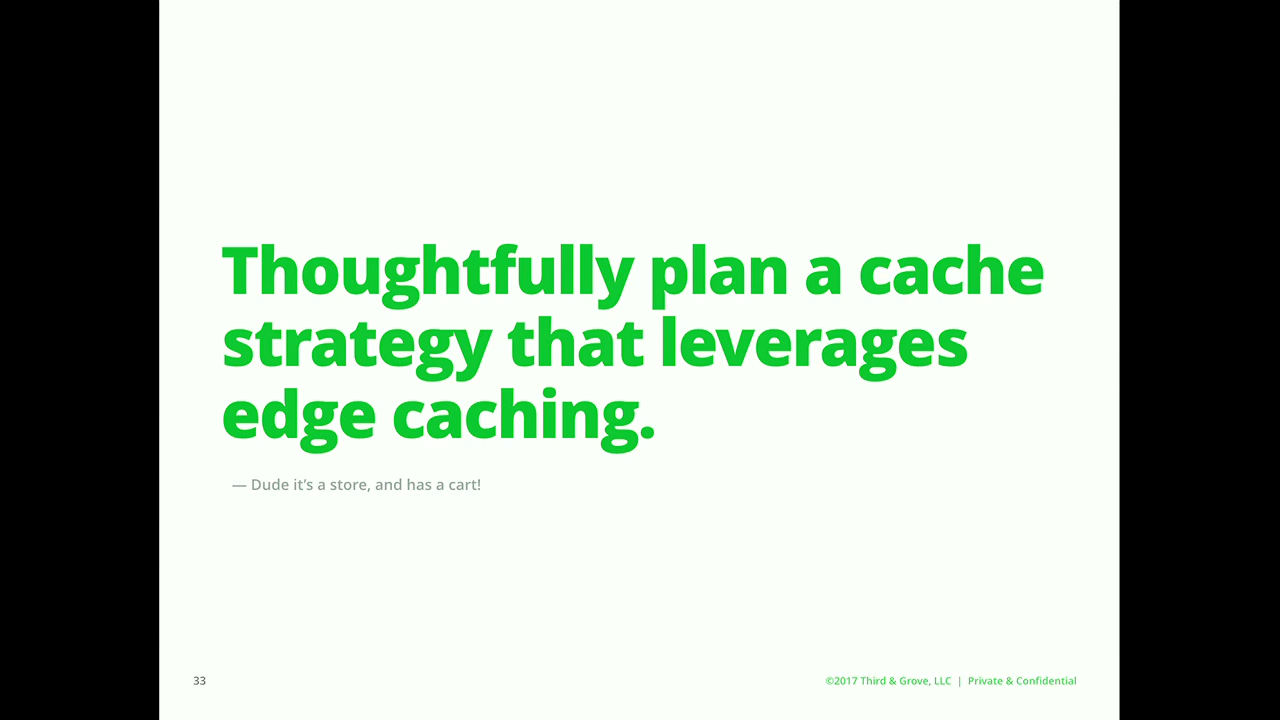 Thoughtfully plan a cache
strategy that leverages
edge caching.
— Dude it's a store, and has a cart!
33
©2017 Third & Grove, LLC | Private & Confidential